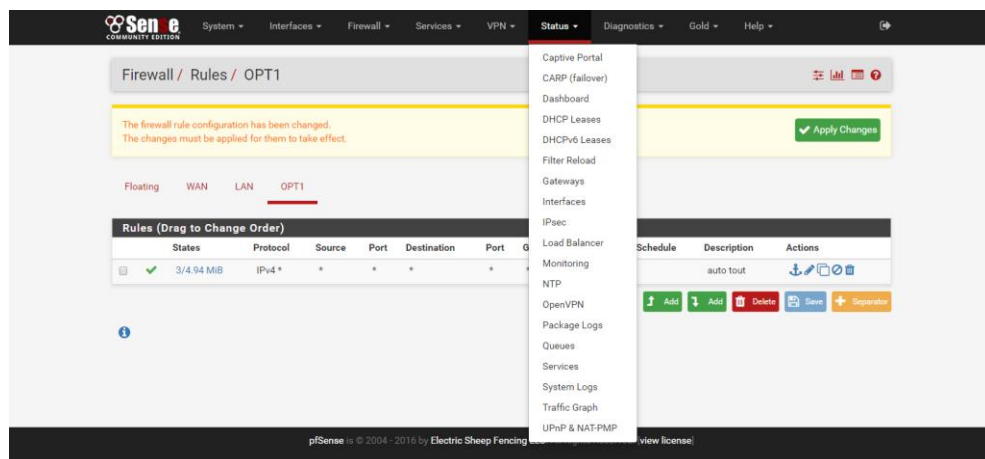 Sense
COMMUNITY EDITION
System Interfaces Firewall Services VPN Status Diagnostics Gold Help
Firewall / Rules / OPT1
The firewall rule configuration has been changed.
The changes must be applied for them to take effect.
Apply Changes
Floating WAN LAN OPT1
Rules (Drag to Change Order)
States Protocol Source Port Destination Port G Schedule Description Actions
3/4.94 MiB IPv4 * * * * * * auto tout
Add Add Delete Save Separator
Captive Portal
CARP (failover)
Dashboard
DHCP Leases
DHCPv6 Leases
Filter Reload
Gateways
Interfaces
IPsec
Load Balancer
Monitoring
NTP
OpenVPN
Package Logs
Queues
Services
System Logs
Traffic Graph
UPnP & NAT-PMP
pfSense is © 2004 - 2016 by Electric Sheep Fencing [view license]